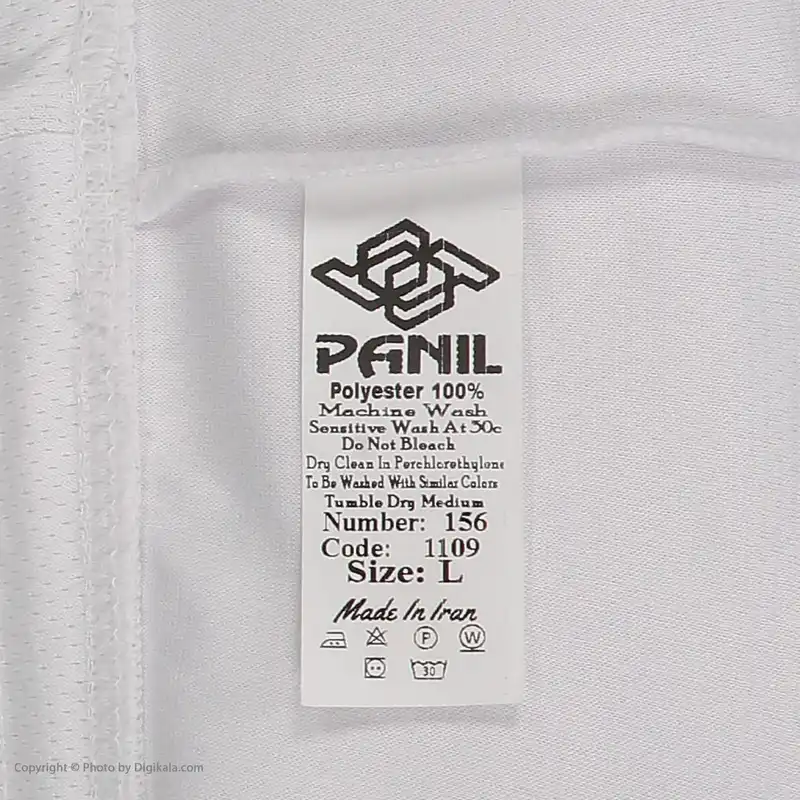 PANIL
Polyester 100%
Machine Wash
Sensitive Wash At 30c
Do Not Bleach
Dry Clean In Perchlorethylone
To Be Washed With Similar Colors
Tumble Dry Medium
Number: 156
Code: 1109
Size: L
Made In Iran
P W
30
Copyright © Photo by Digikala.com